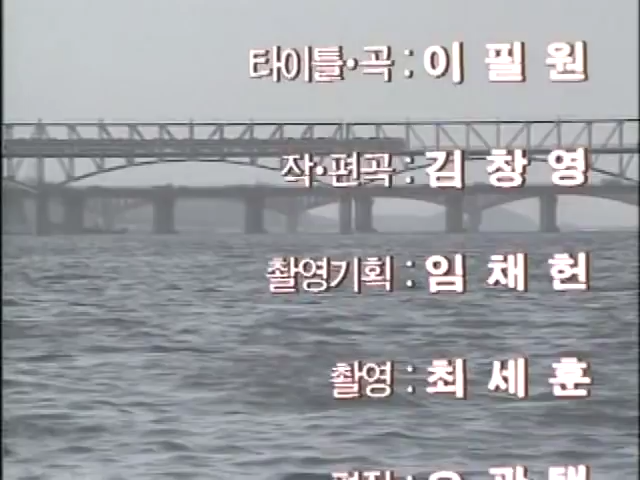 타이틀·곡 : 이 필 원
작·편곡 : 김 창 영
촬영기획 : 임 채 헌
촬영 : 최 세 훈